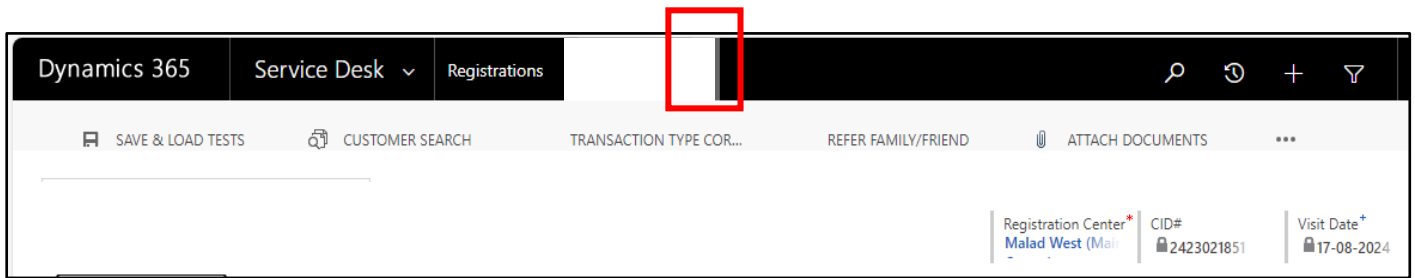 Dynamics 365 Service Desk Registrations
SAVE & LOAD TESTS CUSTOMER SEARCH TRANSACTION TYPE COR... REFER FAMILY/FRIEND ATTACH DOCUMENTS
Registration Center* CID# Visit Date+
Malad West (Mai 2423021851 17-08-2024